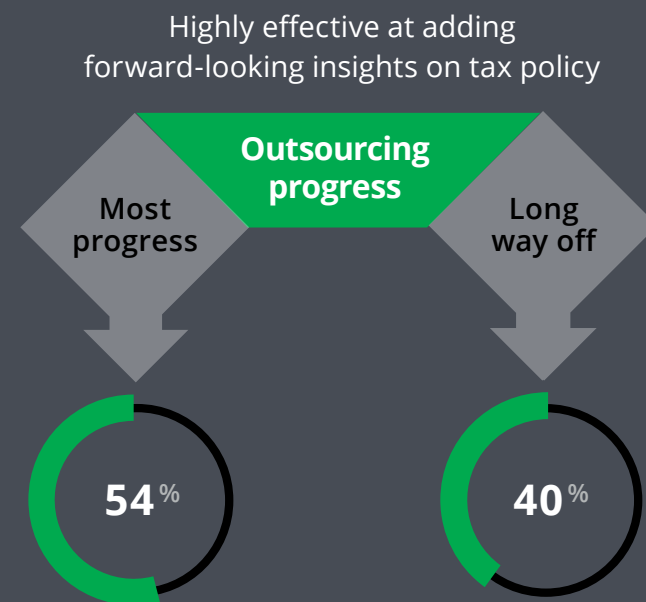 Highly effective at adding
forward-looking insights on tax policy
Outsourcing
progress
Most
progress
Long
way off
54%
40%